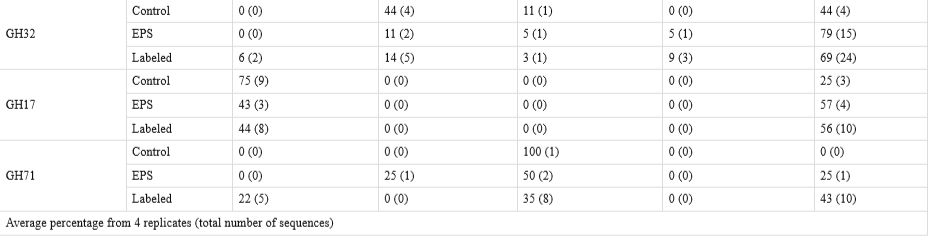 Control 0 (0) 44 (4) 11 (1) 0 (0) 44 (4)
GH32 EPS 0 (0) 11 (2) 5 (1) 5 (1) 79 (15)
Labeled 6 (2) 14 (5) 3 (1) 9 (3) 69 (24)
Control 75 (9) 0 (0) 0 (0) 0 (0) 25 (3)
GH17 EPS 43 (3) 0 (0) 0 (0) 0 (0) 57 (4)
Labeled 44 (8) 0 (0) 0 (0) 0 (0) 56 (10)
Control 0 (0) 0 (0) 100 (1) 0 (0) 0 (0)
GH71 EPS 0 (0) 25 (1) 50 (2) 0 (0) 25 (1)
Labeled 22 (5) 0 (0) 35 (8) 0 (0) 43 (10)
Average percentage from 4 replicates (total number of sequences)